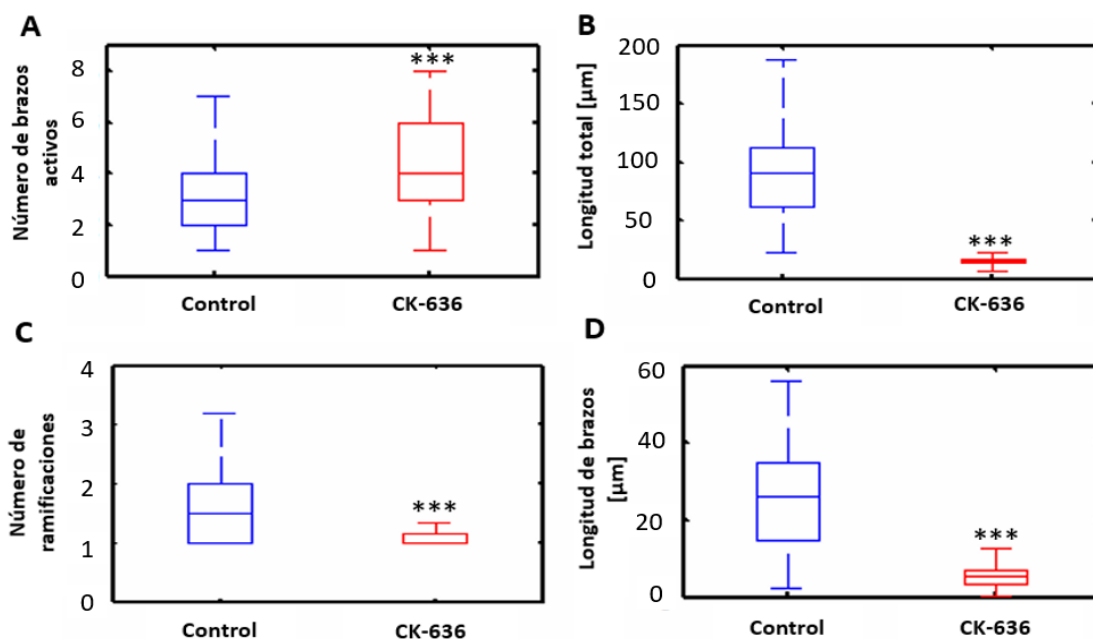 A
Número de brazos
activos
8
6
4
2
0
***
Control
CK-636
B
Longitud total [µm]
200
150
100
50
0
***
Control
CK-636
C
Número de
ramificaciones
4
3
2
1
0
***
Control
CK-636
D
Longitud de brazos
[µm]
60
40
20
0
***
Control
CK-636